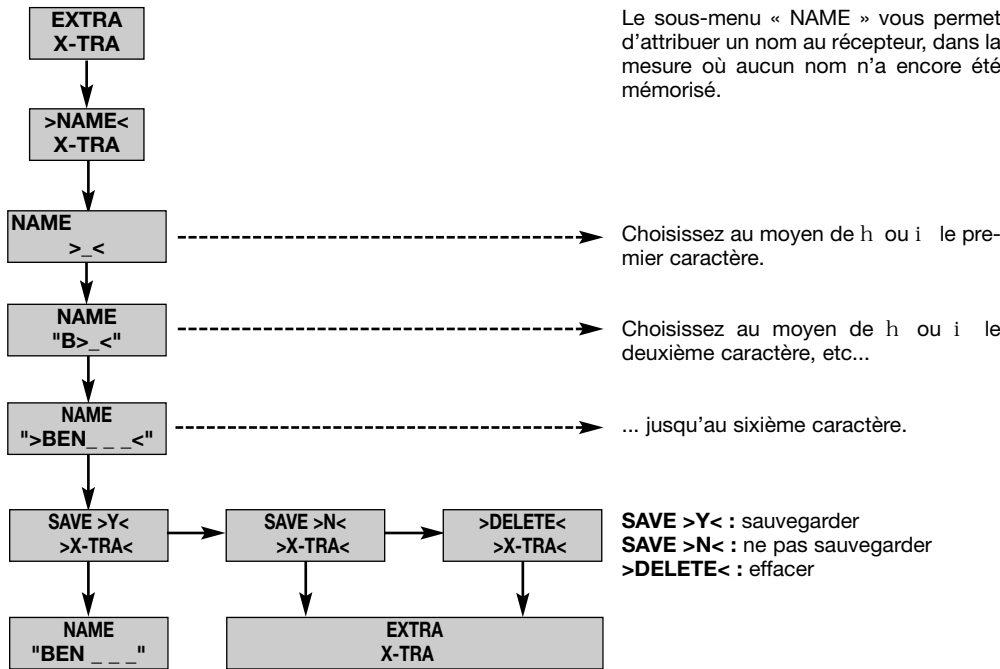 EXTRA
X-TRA
Le sous-menu « NAME » vous permet
d'attribuer un nom au récepteur, dans la
mesure où aucun nom n'a encore été
mémorisé.
>NAME<
X-TRA
NAME
>_<
Choisissez au moyen de h ou i le pre-
mier caractère.
NAME
"B>_<"
Choisissez au moyen de h ou i le
deuxième caractère, etc...
NAME
">BEN_ _ _<"
... jusqu'au sixième caractère.
SAVE >Y<
>X-TRA<
SAVE >N<
>X-TRA<
>DELETE<
>X-TRA<
SAVE >Y< : sauvegarder
SAVE >N< : ne pas sauvegarder
>DELETE< : effacer
NAME
"BEN _ _ _"
EXTRA
X-TRA